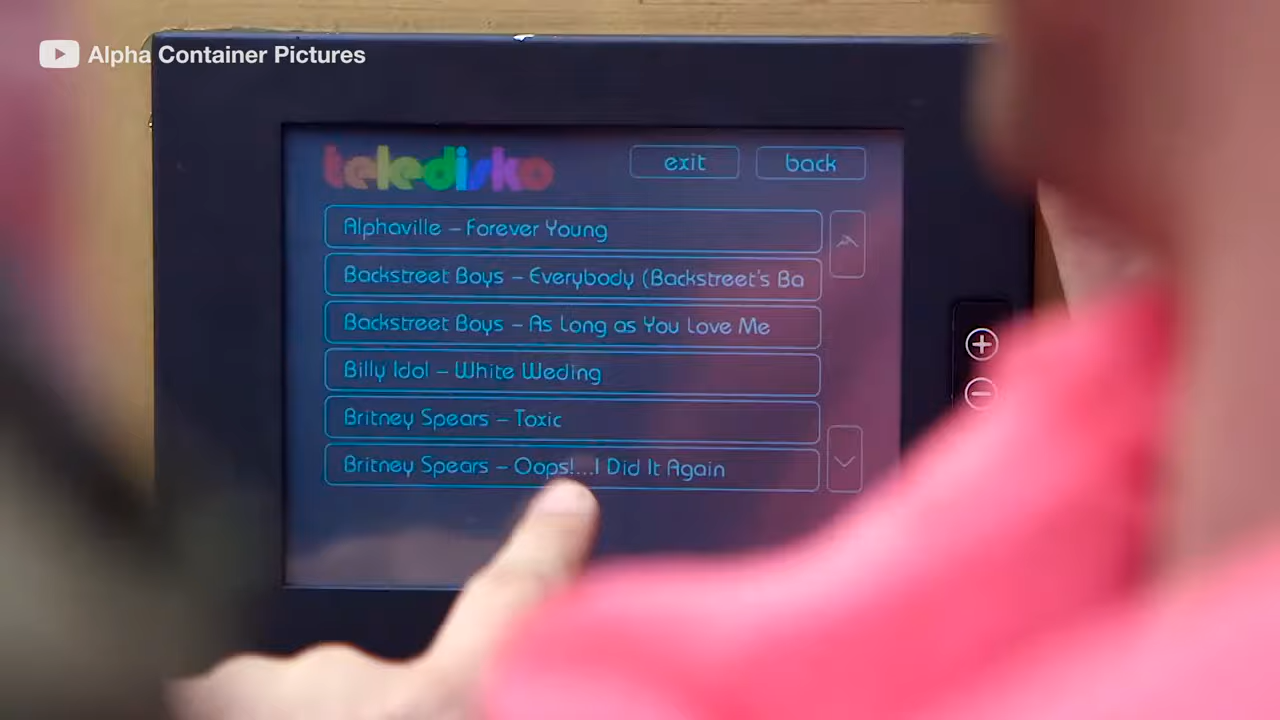 Alpha Container Pictures
teledisko
exit
back
Alphaville – Forever Young
Backstreet Boys – Everybody (Backstreet's Ba
Backstreet Boys – As Long as You Love Me
Billy Idol – White Weding
Britney Spears – Toxic
Britney Spears – Oops!...I Did It Again